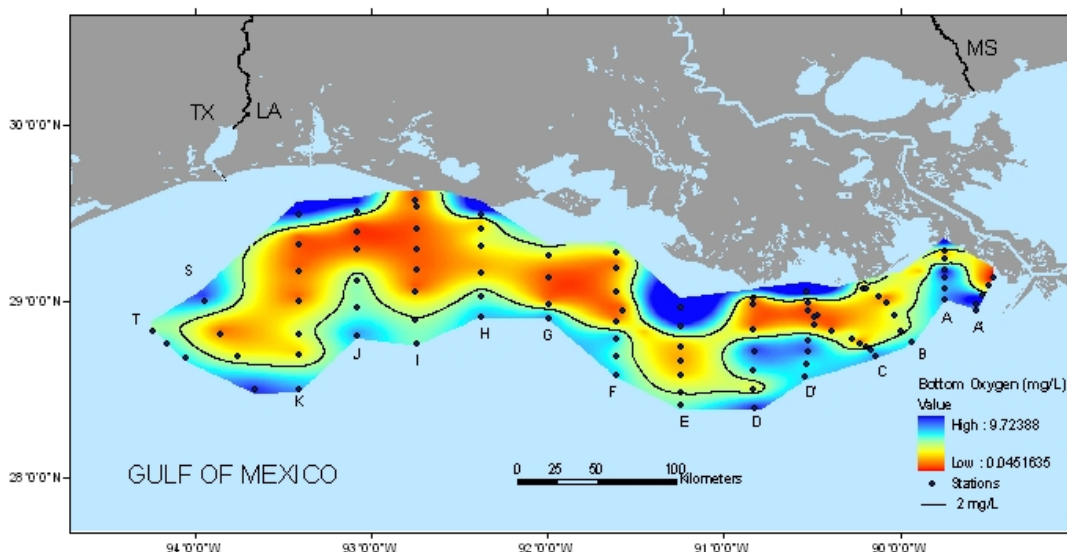 MS
TX LA
30°0'0"N
S
29°0'0"N
T
A A'
H
G
B
J
I
C
F
D'
K
E D
Bottom Oxygen (mg/L)
Value
High : 9.72388
Low : 0.0451635
Stations
2 mg/L
GULF OF MEXICO
0 25 50 100
Kilometers
28°0'0"N
94°0'0"W 93°0'0"W 92°0'0"W 91°0'0"W 90°0'0"W